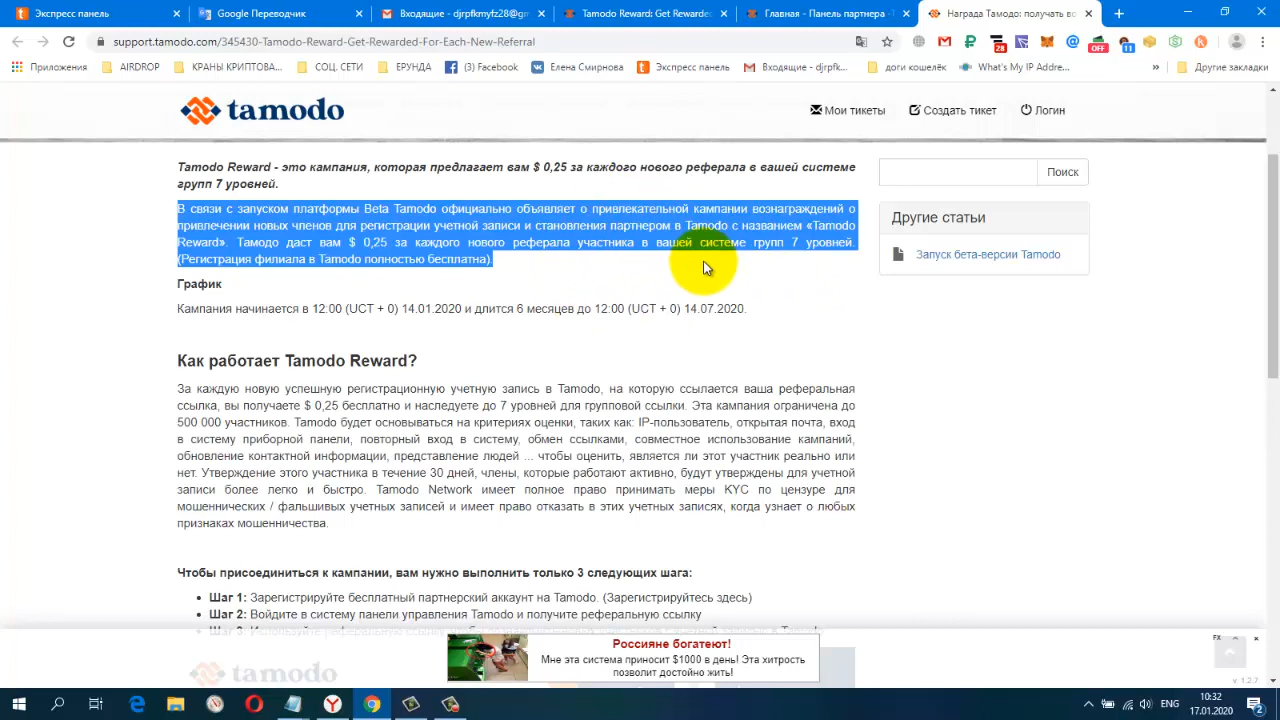 Экспресс панель
Google Переводчик
Входящие - djrpfkmyfz28@gm
Tamodo Reward: Get Rewarded
Главная - Панель партнера - T
Награда Тамодо: получать во
support.tamodo.com/345430-Tamodo-Reward-Get-Rewarded-For-Each-New-Referral
28
OFF
11
Приложения
AIRDROP
КРАНЫ КРИПТОВА...
СОЦ. СЕТИ
ЕРУНДА
(3) Facebook
Елена Смирнова
Экспресс панель
Входящие - djrpfk...
доги кошелёк
What's My IP Addre...
»
Другие закладки
tamodo
Мои тикеты
Создать тикет
Логин
Tamodo Reward - это кампания, которая предлагает вам $ 0,25 за каждого нового реферала в вашей системе
групп 7 уровней.
В связи с запуском платформы Beta Tamodo официально объявляет о привлекательной кампании вознаграждений о
привлечении новых членов для регистрации учетной записи и становления партнером в Tamodo с названием «Tamodo
Reward». Тамодо даст вам $ 0,25 за каждого нового реферала участника в вашей системе групп 7 уровней.
(Регистрация филиала в Tamodo полностью бесплатна).
График
Кампания начинается в 12:00 (UCT + 0) 14.01.2020 и длится 6 месяцев до 12:00 (UCT + 0) 14.07.2020.
Как работает Tamodo Reward?
За каждую новую успешную регистрационную учетную запись в Tamodo, на которую ссылается ваша реферальная
ссылка, вы получаете $ 0,25 бесплатно и наследуете до 7 уровней для групповой ссылки. Эта кампания ограничена до
500 000 участников. Tamodo будет основываться на критериях оценки, таких как: IP-пользователь, открытая почта, вход
в систему приборной панели, повторный вход в систему, обмен ссылками, совместное использование кампаний,
обновление контактной информации, представление людей ... чтобы оценить, является ли этот участник реально или
нет. Утверждение этого участника в течение 30 дней, члены, которые работают активно, будут утверждены для учетной
записи более легко и быстро. Tamodo Network имеет полное право принимать меры KYC по цензуре для
мошеннических / фальшивых учетных записей и имеет право отказать в этих учетных записях, когда узнает о любых
признаках мошенничества.
Чтобы присоединиться к кампании, вам нужно выполнить только 3 следующих шага:
Шаг 1: Зарегистрируйте бесплатный партнерский аккаунт на Tamodo. (Зарегистрируйтесь здесь)
Шаг 2: Войдите в систему панели управления Tamodo и получите реферальную ссылку
Поиск
Другие статьи
Запуск бета-версии Tamodo
tamodo
Россияне богатеют!
Мне эта система приносит $1000 в день! Эта хитрость
позволит достойно жить!
FX
v 1.2.7
ENG
10:32
17.01.2020
2